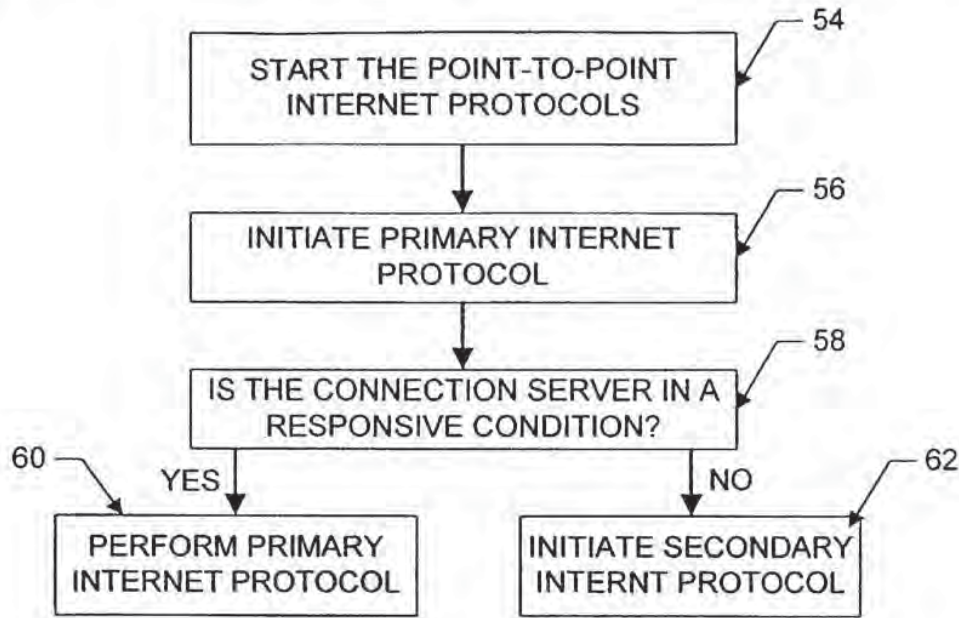 54
START THE POINT-TO-POINT
INTERNET PROTOCOLS
56
INITIATE PRIMARY INTERNET
PROTOCOL
58
IS THE CONNECTION SERVER IN A
RESPONSIVE CONDITION?
60
YES
NO
62
PERFORM PRIMARY
INTERNET PROTOCOL
INITIATE SECONDARY
INTERNT PROTOCOL